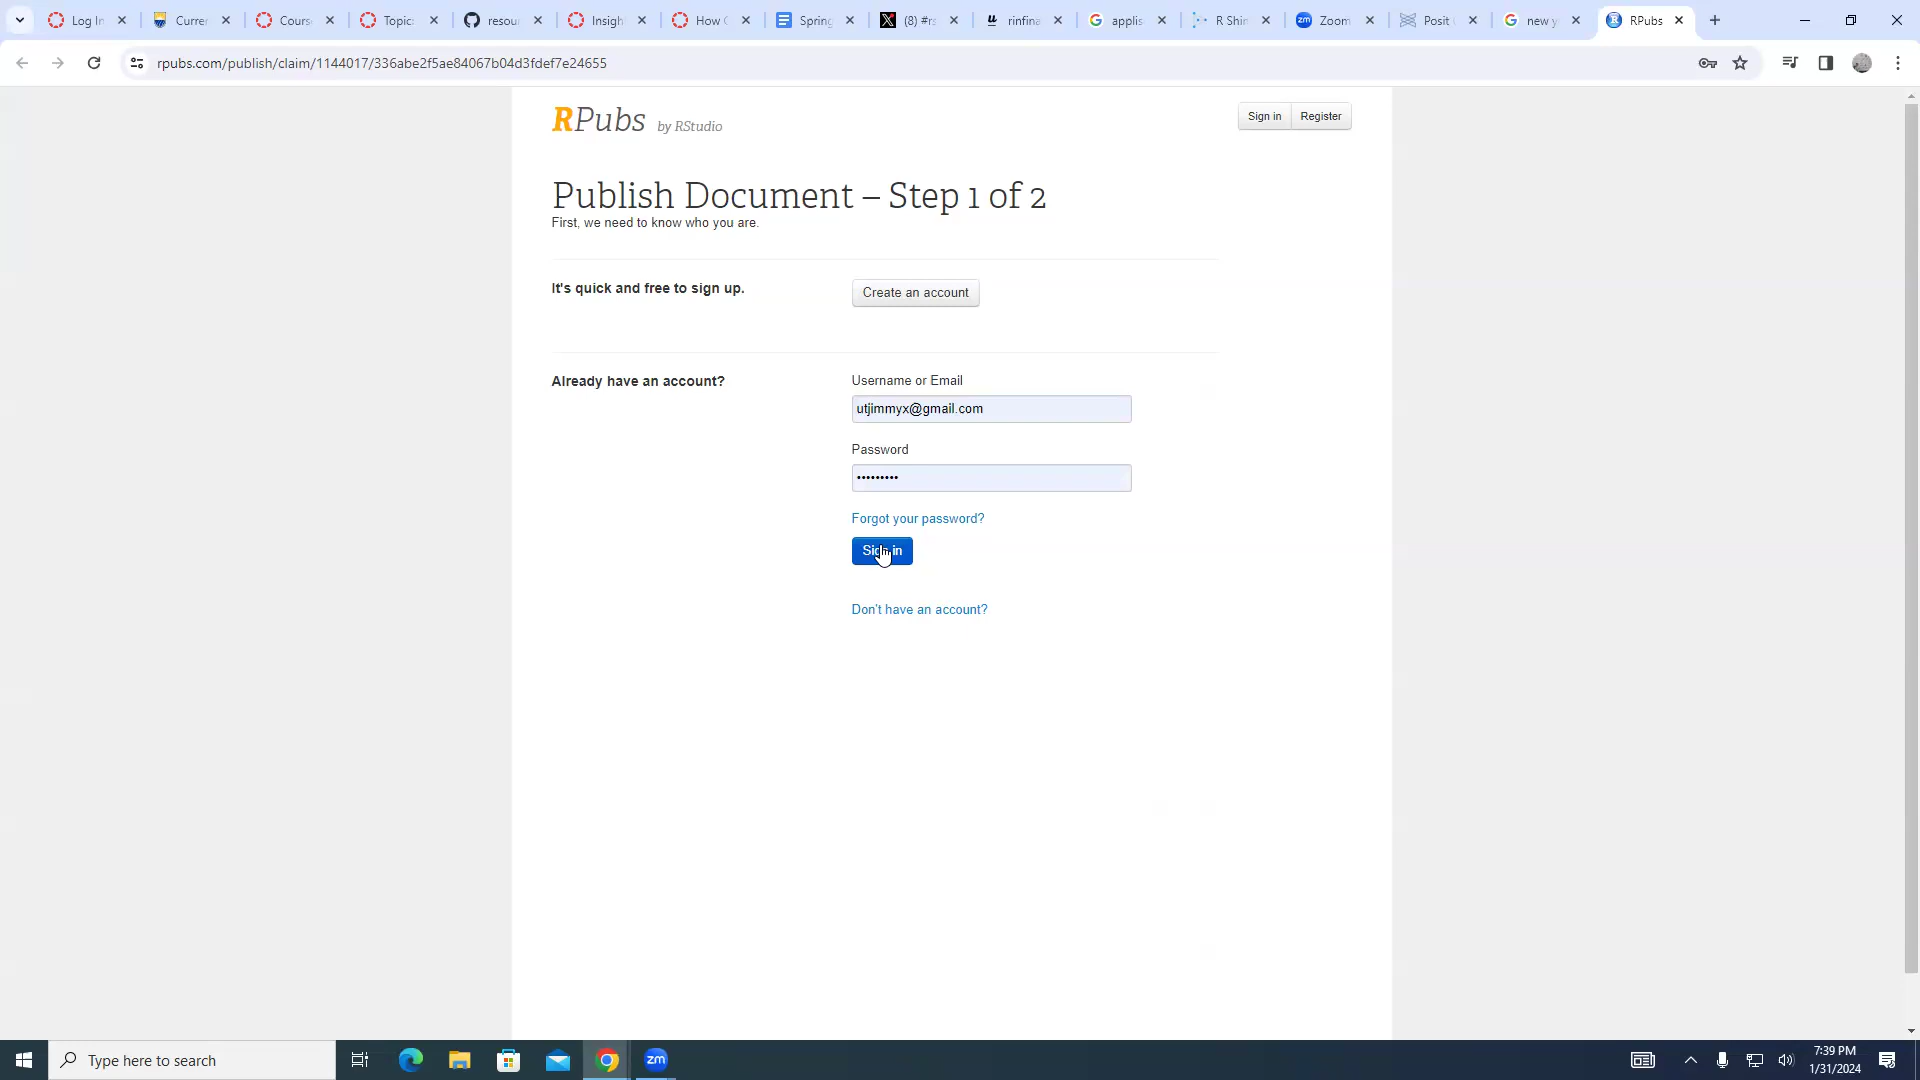 Log In
Curren
Cours
Topic
resou
Insigh
How C
Spring
(8) #rs
rinfina
applis
R Shin
Zoom
Posit
new y
RPubs
rpubs.com/publish/claim/1144017/336abe2f5ae84067b04d3fdef7e24655
RPubs by RStudio
Sign in Register
Publish Document – Step 1 of 2
First, we need to know who you are.
It's quick and free to sign up.
Create an account
Already have an account?
Username or Email
utjimmyx@gmail.com
Password
•••••••••
Forgot your password?
Sign in
Don't have an account?
Type here to search
zm
7:39 PM
1/31/2024